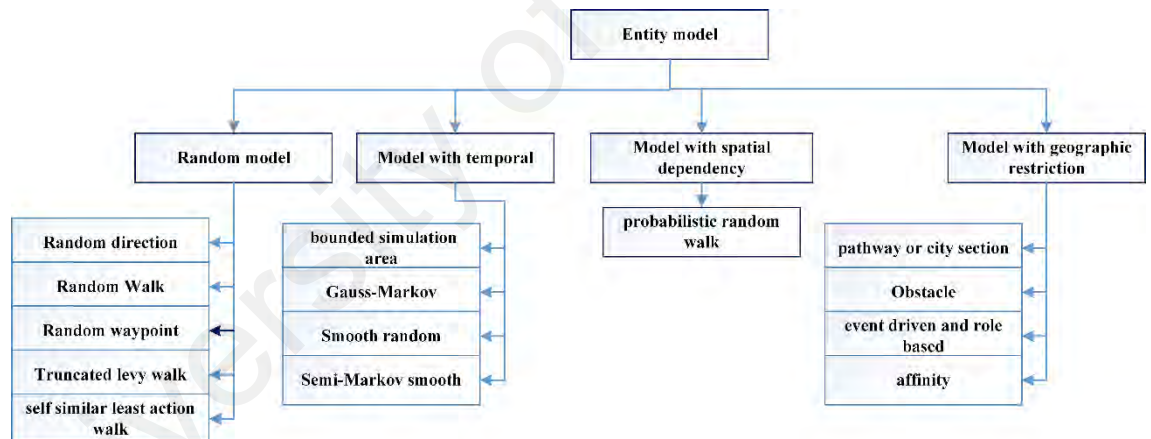 Entity model
Random model
Model with temporal
Model with spatial
dependency
Model with geographic
restriction
Random direction
Random Walk
Random waypoint
Truncated levy walk
self similar least action
walk
bounded simulation
area
Gauss-Markov
Smooth random
Semi-Markov smooth
probabilistic random
walk
pathway or city section
Obstacle
event driven and role
based
affinity
versity of